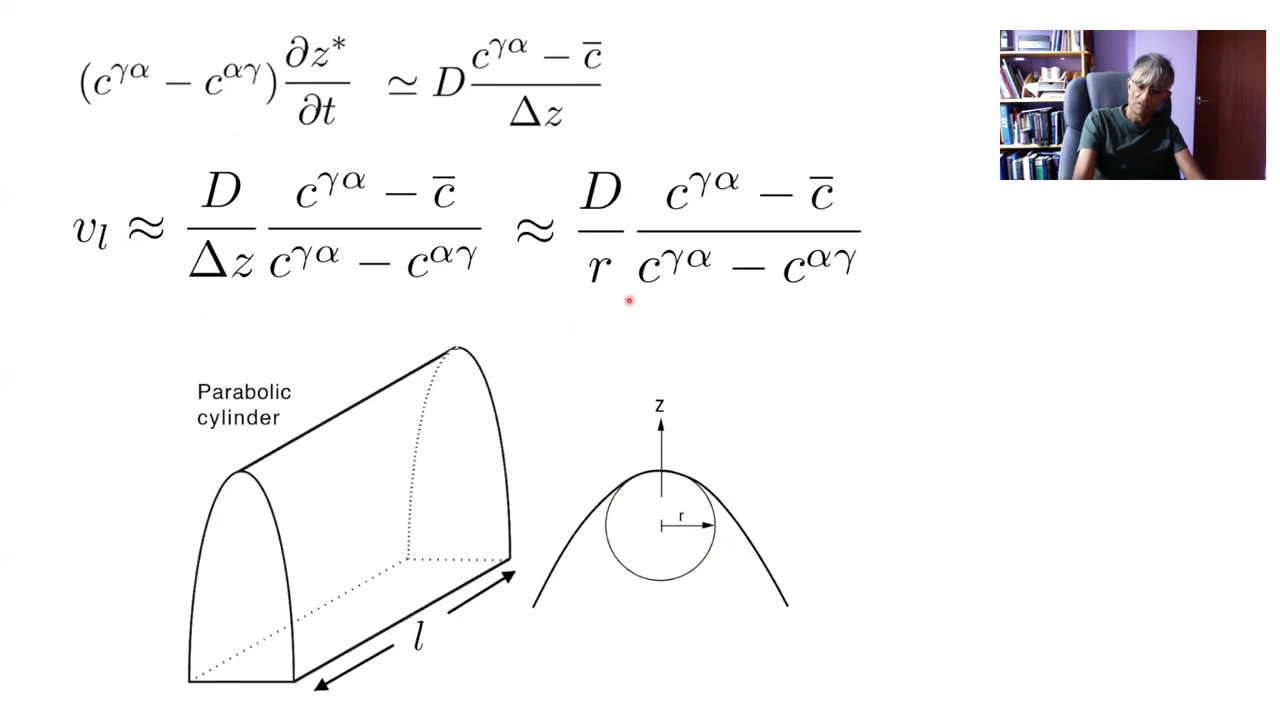 (c^{γα} − c^{αγ}) ∂z*/∂t ≃ D (c^{γα} − c̅)/Δz
v_l ≈ D/Δz (c^{γα} − c̅)/(c^{γα} − c^{αγ}) ≈ D/r (c^{γα} − c̅)/(c^{γα} − c^{αγ})
Parabolic
cylinder
l
z
r